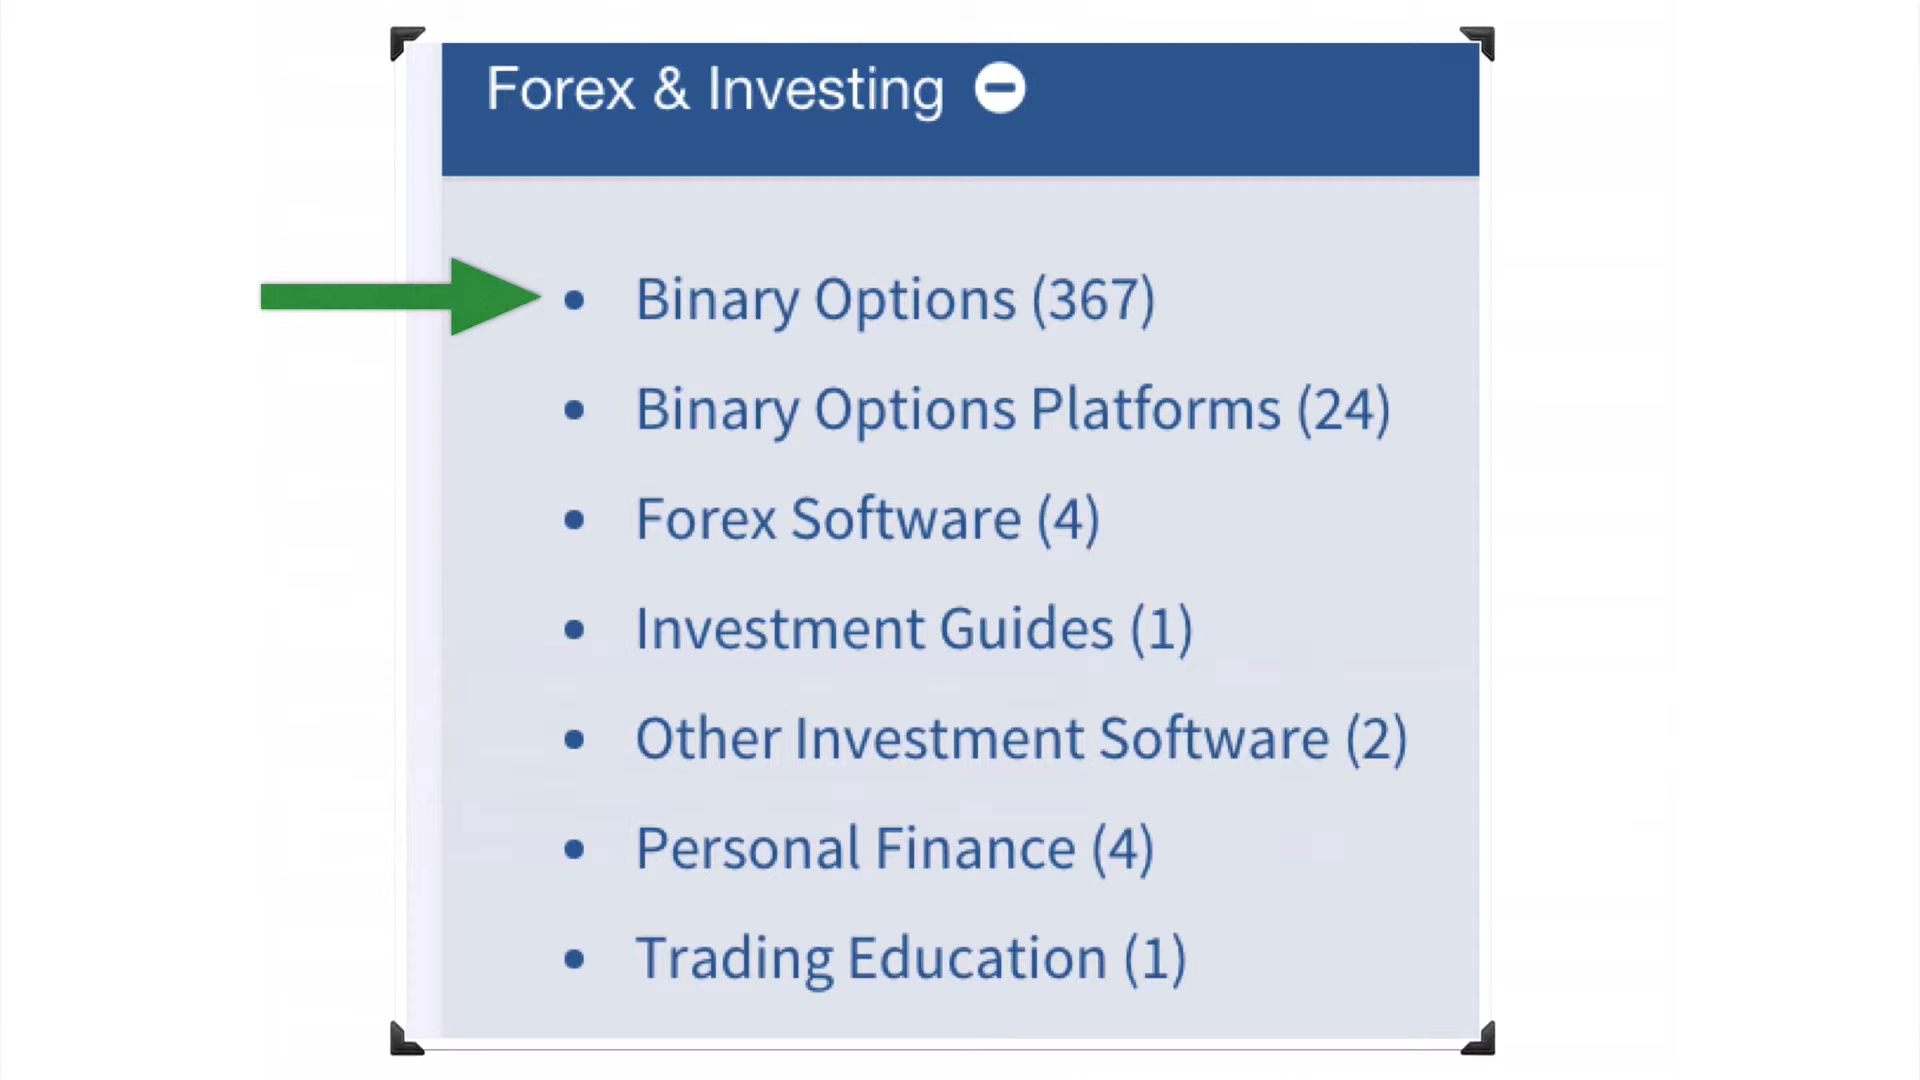 Forex & Investing
Binary Options (367)
Binary Options Platforms (24)
Forex Software (4)
Investment Guides (1)
Other Investment Software (2)
Personal Finance (4)
Trading Education (1)